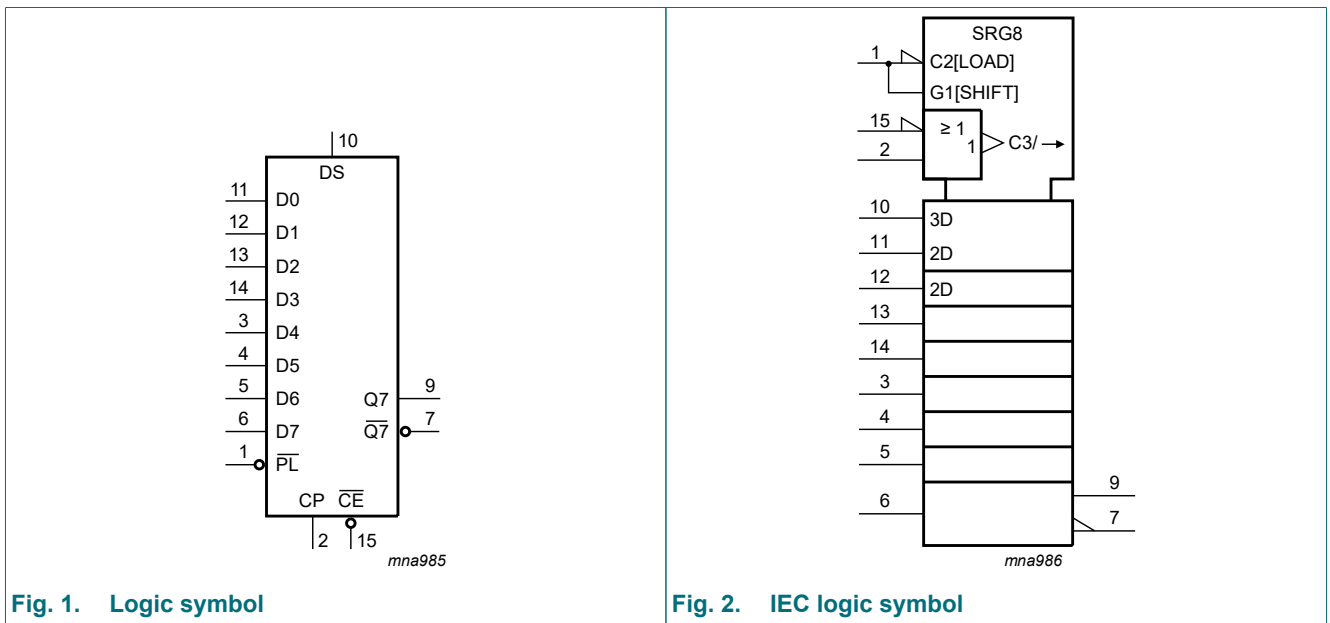 10
DS
11
D0
12
D1
13
D2
14
D3
3
D4
4
D5
5
D6
Q7
9
6
D7
Q7
7
1
PL
CP CE
2
15
mna985
Fig. 1. Logic symbol
SRG8
1
C2[LOAD]
G1[SHIFT]
15
≥ 1
1
C3/→
2
10
3D
11
2D
12
2D
13
14
3
4
5
6
9
7
mna986
Fig. 2. IEC logic symbol